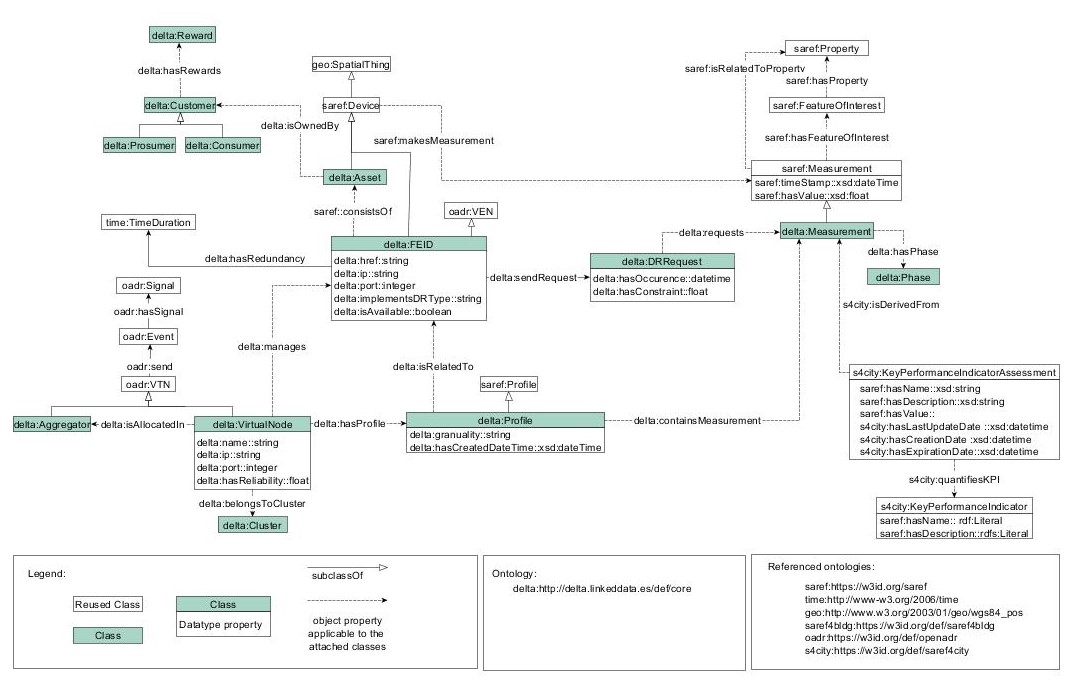 delta:Reward
delta:hasRewards
delta:Customer
delta:Prosumer
delta:Consumer
delta:isOwnedBy
geo:SpatialThing
saref:Device
saref:makesMeasurement
delta:Asset
saref::consistsOf
oadr:VEN
saref:Property
saref:isRelatedToProperty
saref:hasProperty
saref:FeatureOfInterest
saref:hasFeatureOfInterest
saref:Measurement
saref:timeStamp::xsd:dateTime
saref:hasValue::xsd:float
delta:Measurement
delta:requests
delta:hasPhase
delta:Phase
time:TimeDuration
delta:hasRedundancy
delta:FEID
delta:href::string
delta:ip::string
delta:port::integer
delta:implementsDRType::string
delta:isAvailable::boolean
delta:sendRequest
delta:DRRequest
delta:hasOccurence::datetime
delta:hasConstraint::float
s4city:isDerivedFrom
oadr:Signal
oadr:hasSignal
oadr:Event
oadr:send
oadr:VTN
delta:manages
delta:isRelatedTo
saref:Profile
delta:Aggregator
delta:isAllocatedIn
delta:VirtualNode
delta:name::string
delta:ip::string
delta:port::integer
delta:hasReliability::float
delta:hasProfile
delta:Profile
delta:granuality::string
delta:hasCreatedDateTime::xsd:dateTime
delta:containsMeasurement
delta:belongsToCluster
delta:Cluster
s4city:KeyPerformanceIndicatorAssessment
saref:hasName::xsd:string
saref:hasDescription::xsd:string
saref:hasValue::
s4city:hasLastUpdateDate ::xsd:datetime
s4city:hasCreationDate :xsd:datetime
s4city:hasExpirationDate::xsd:datetime
s4city:quantifiesKPI
s4city:KeyPerformanceIndicator
saref:hasName:: rdf:Literal
saref:hasDescription::rdfs:Literal
Legend:
subclassOf
Reused Class
Class
Class
Datatype property
object property
applicable to the
attached classes
Ontology:
delta:http://delta.linkeddata.es/def/core
Referenced ontologies:
saref:https://w3id.org/saref
time:http://www-w3.org/2006/time
geo:http://www.w3.org/2003/01/geo/wgs84_pos
saref4bldg:https://w3id.org/def/saref4bldg
oadr:https://w3id.org/def/openadr
s4city:https://w3id.org/def/saref4city